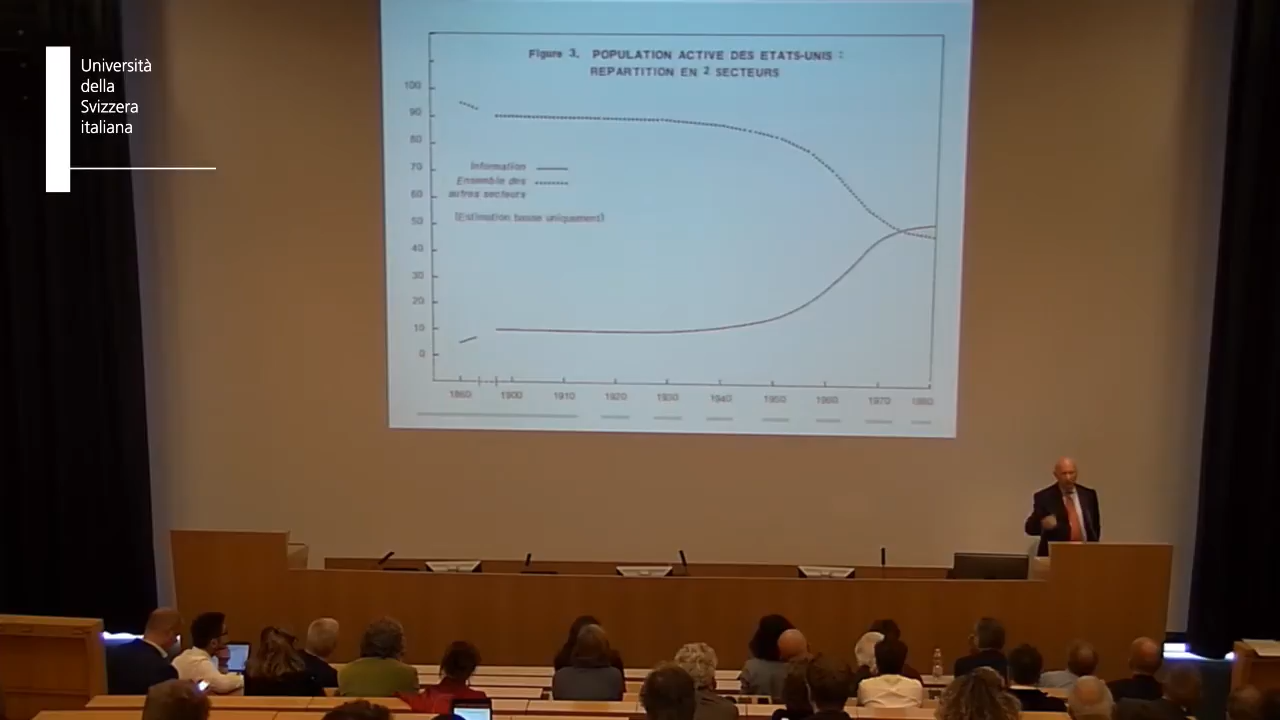 Università
della
Svizzera
italiana
Figure 3. POPULATION ACTIVE DES ETATS-UNIS :
REPARTITION EN 2 SECTEURS
100
90
80
70
60
50
40
30
20
10
0
Information
Ensemble des
autres secteurs
(Estimation basse uniquement)
1860 1900 1910 1920 1930 1940 1950 1960 1970 1980